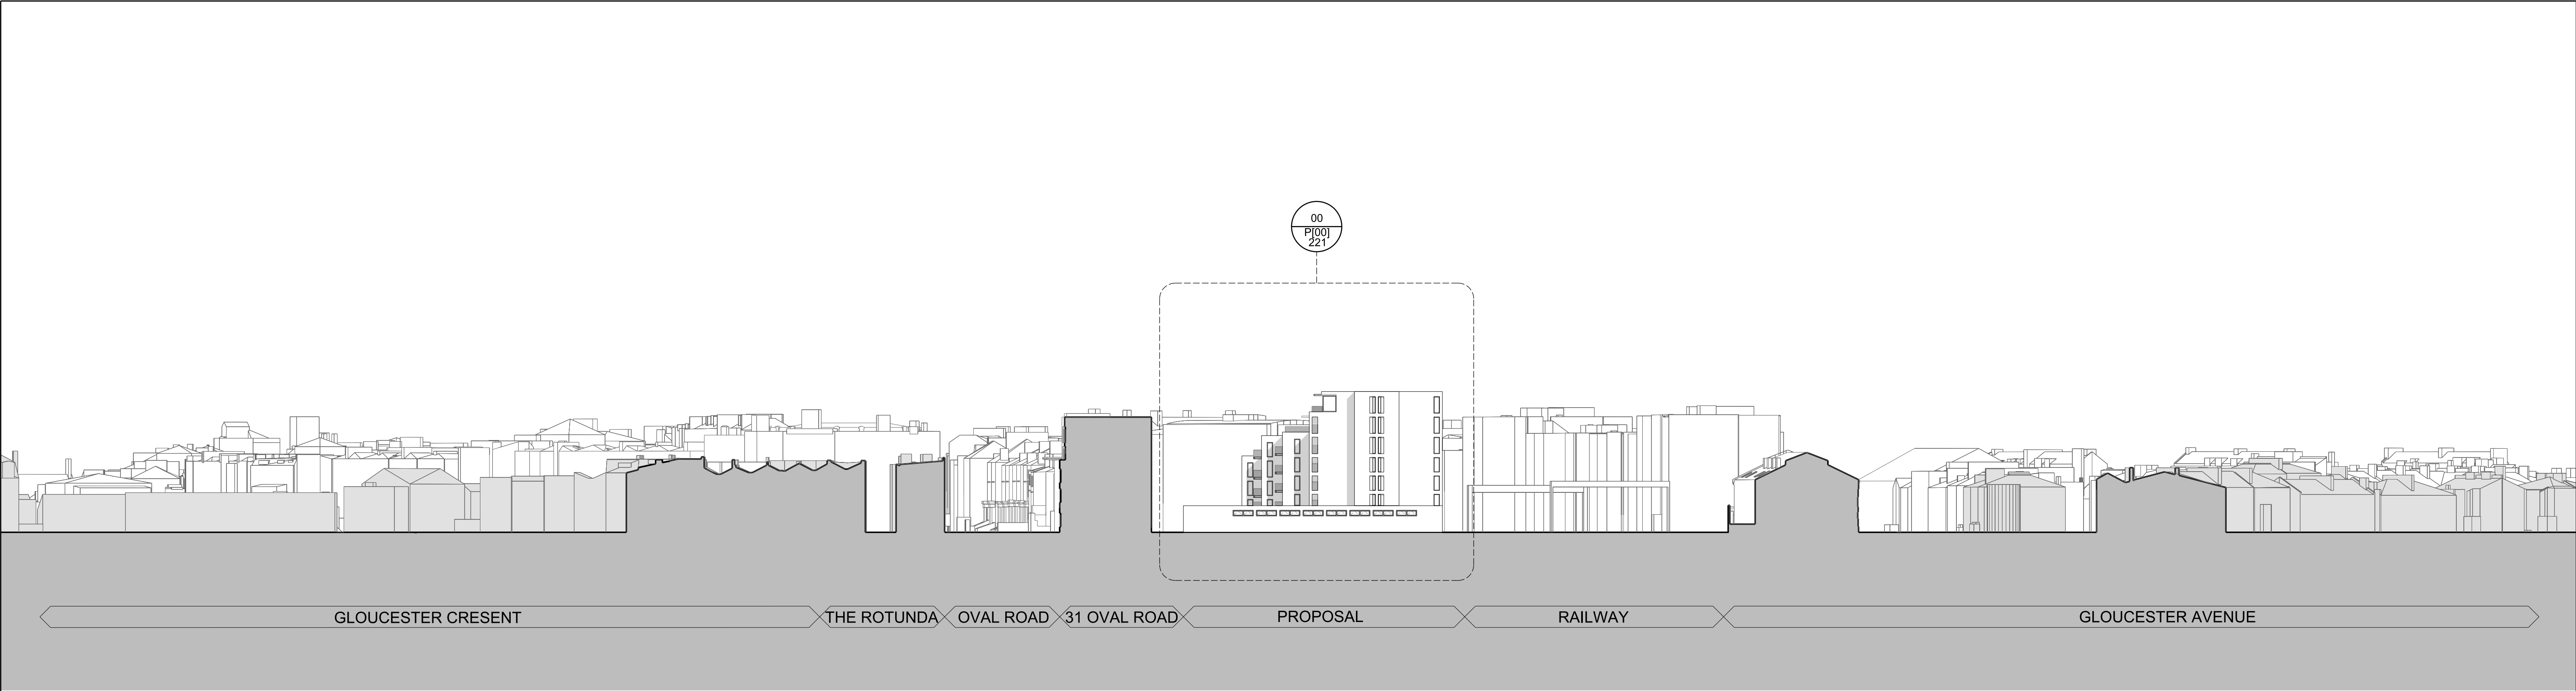 00
P[00]
221
GLOUCESTER CRESENT
THE ROTUNDA
OVAL ROAD
31 OVAL ROAD
PROPOSAL
RAILWAY
GLOUCESTER AVENUE